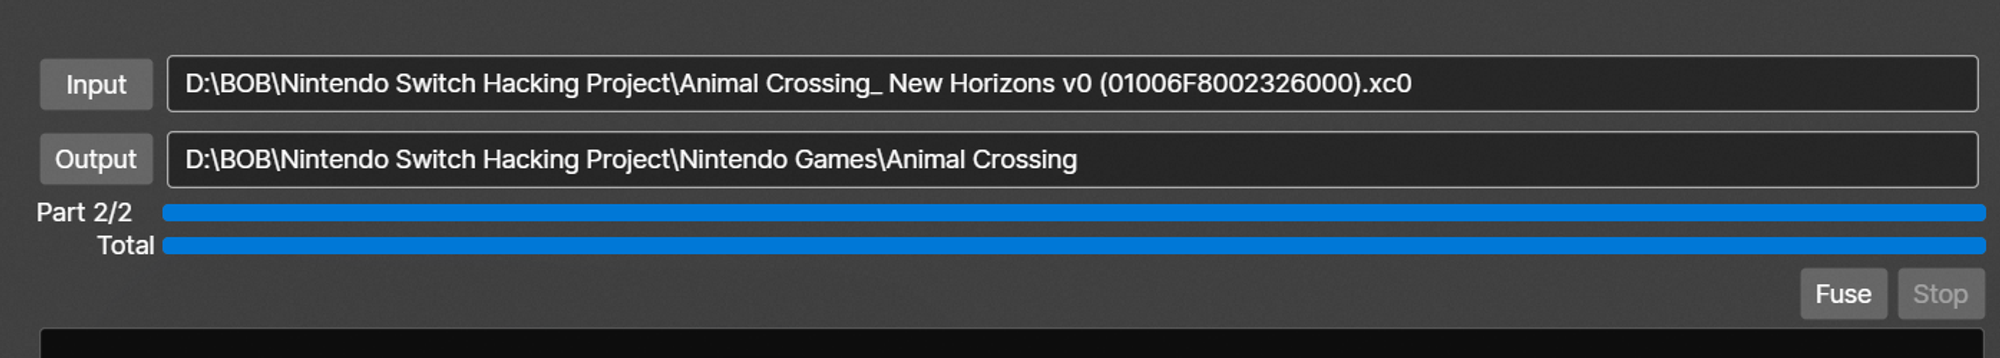 Input D:\BOB\Nintendo Switch Hacking Project\Animal Crossing_ New Horizons v0 (01006F8002326000).xc0
Output D:\BOB\Nintendo Switch Hacking Project\Nintendo Games\Animal Crossing
Part 2/2
Total
Fuse Stop